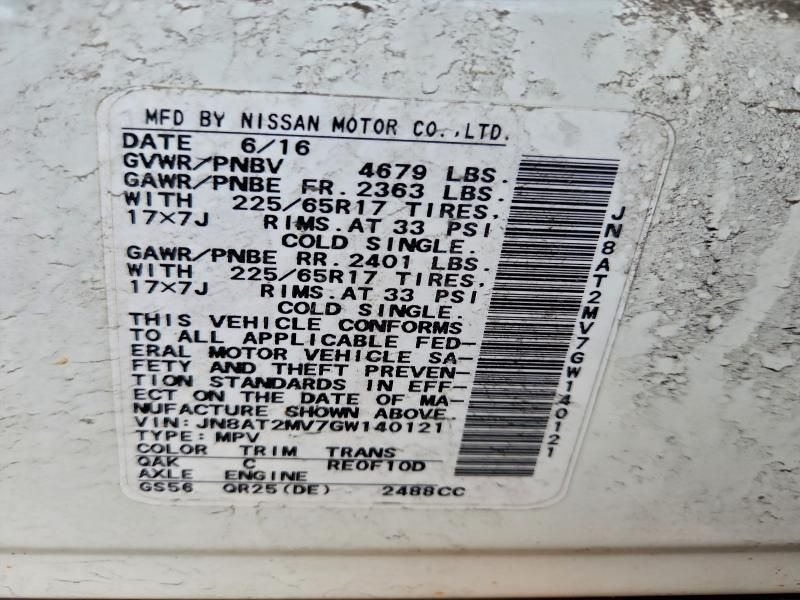 MFD BY NISSAN MOTOR CO.,LTD.
DATE 6/16
GVWR/PNBV 4679 LBS.
GAWR/PNBE FR. 2363 LBS.
WITH 225/65R17 TIRES,
17×7J RIMS.AT 33 PSI
COLD SINGLE.
GAWR/PNBE RR. 2401 LBS.
WITH 225/65R17 TIRES,
17×7J RIMS.AT 33 PSI
COLD SINGLE.
THIS VEHICLE CONFORMS
TO ALL APPLICABLE FED-
ERAL MOTOR VEHICLE SA-
FETY AND THEFT PREVEN-
TION STANDARDS IN EFF-
ECT ON THE DATE OF MA-
NUFACTURE SHOWN ABOVE.
VIN: JN8AT2MV7GW140121
TYPE: MPV
COLOR TRIM TRANS
QAK C RE0F10D
AXLE ENGINE
GS56 QR25(DE) 2488CC
JN8AT2MV7GW140121